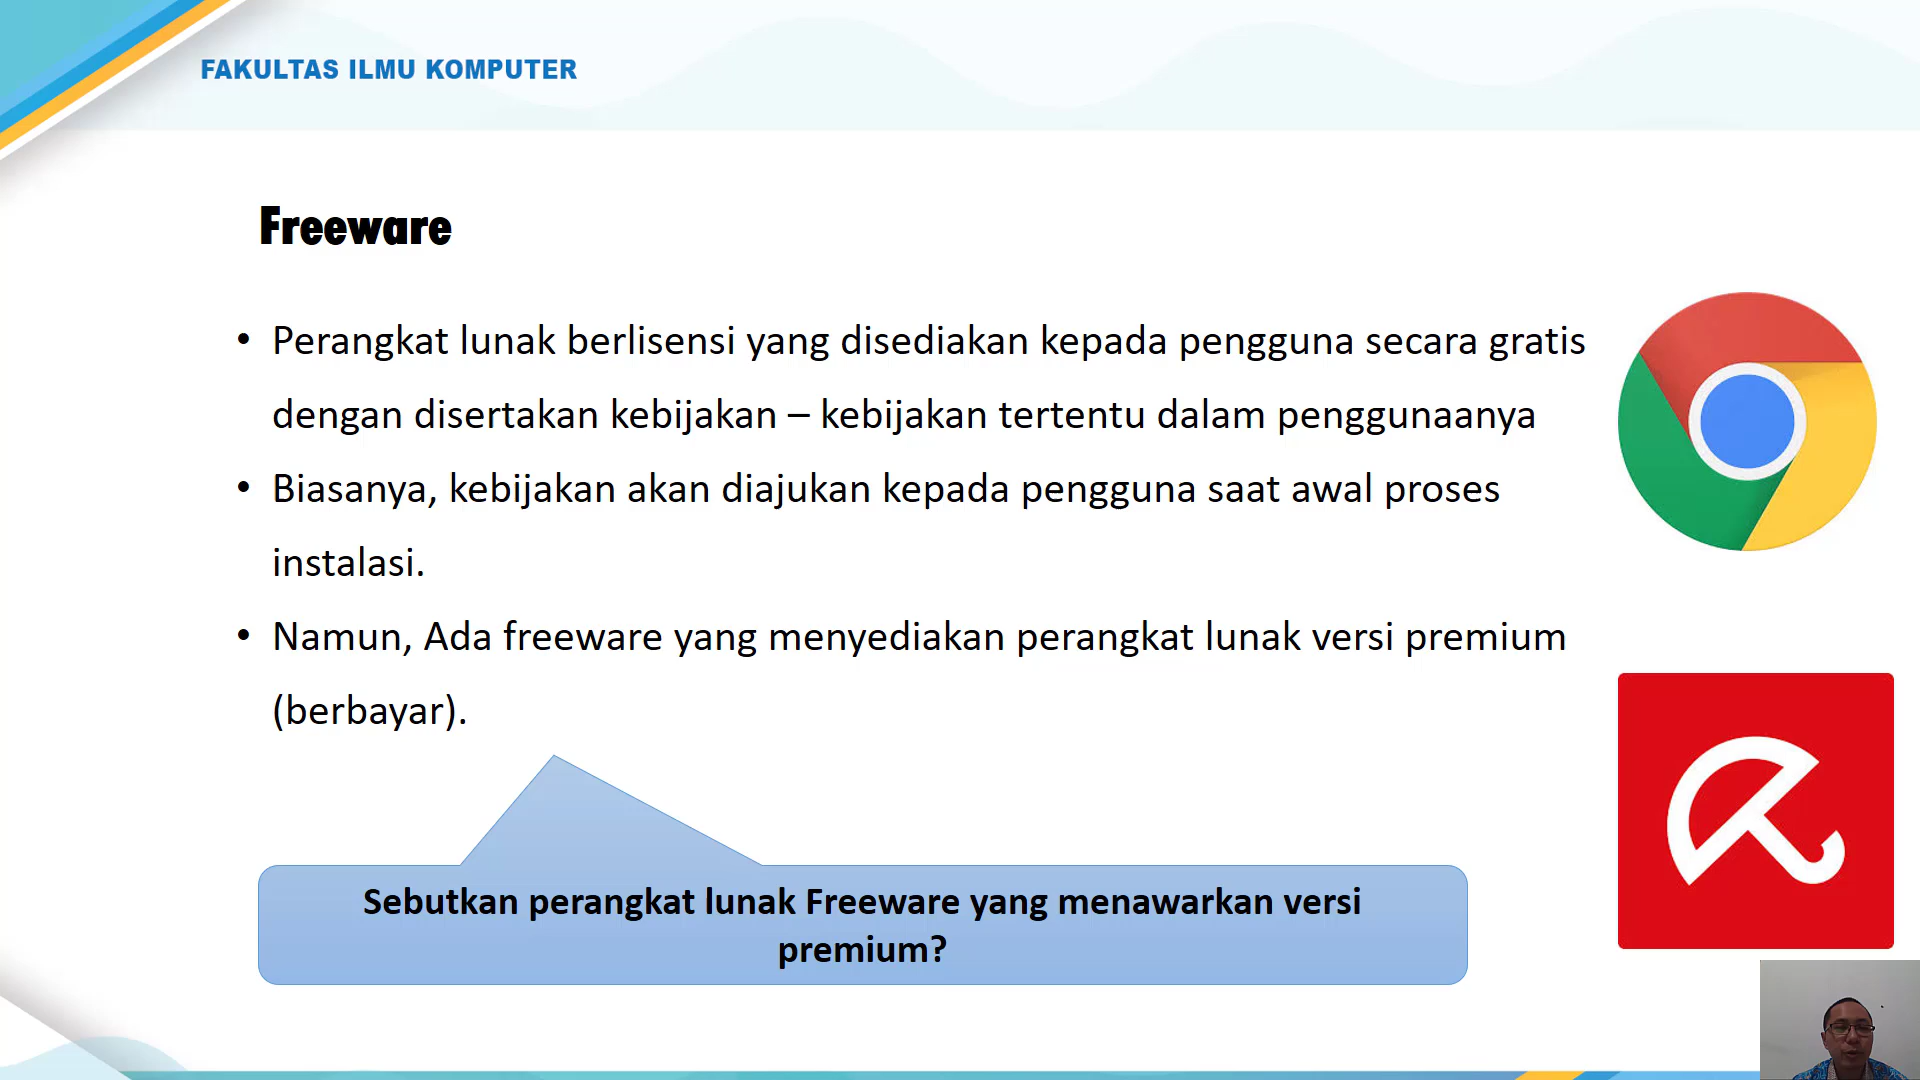 FAKULTAS ILMU KOMPUTER
Freeware
• Perangkat lunak berlisensi yang disediakan kepada pengguna secara gratis
dengan disertakan kebijakan – kebijakan tertentu dalam penggunaanya
• Biasanya, kebijakan akan diajukan kepada pengguna saat awal proses
instalasi.
• Namun, Ada freeware yang menyediakan perangkat lunak versi premium
(berbayar).
Sebutkan perangkat lunak Freeware yang menawarkan versi
premium?